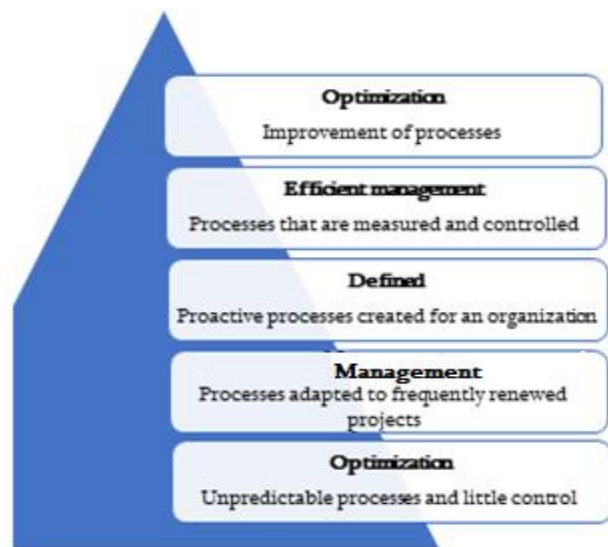 Optimization
Improvement of processes
Efficient management
Processes that are measured and controlled
Defined
Proactive processes created for an organization
Management
Processes adapted to frequently renewed
projects
Optimization
Unpredictable processes and little control